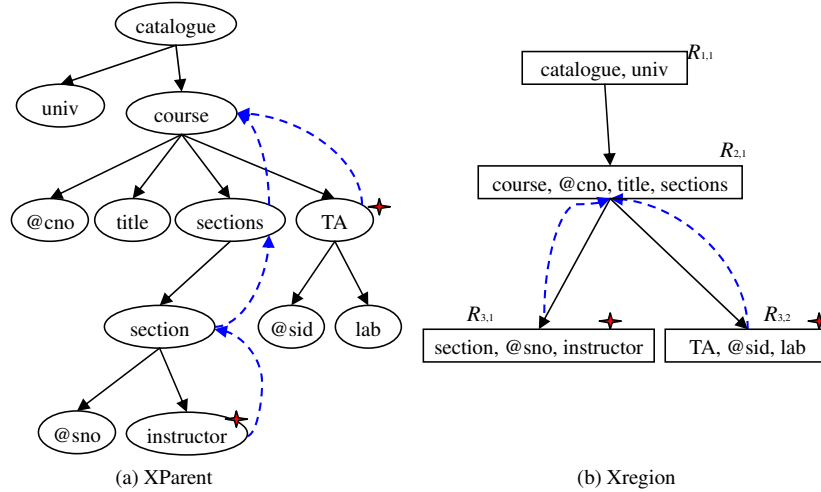 catalogue
univ
course
@cno
title
sections
TA
section
@sid
lab
@sno
instructor
(a) XParent
R1,1
catalogue, univ
R2,1
course, @cno, title, sections
R3,1
R3,2
section, @sno, instructor
TA, @sid, lab
(b) Xregion